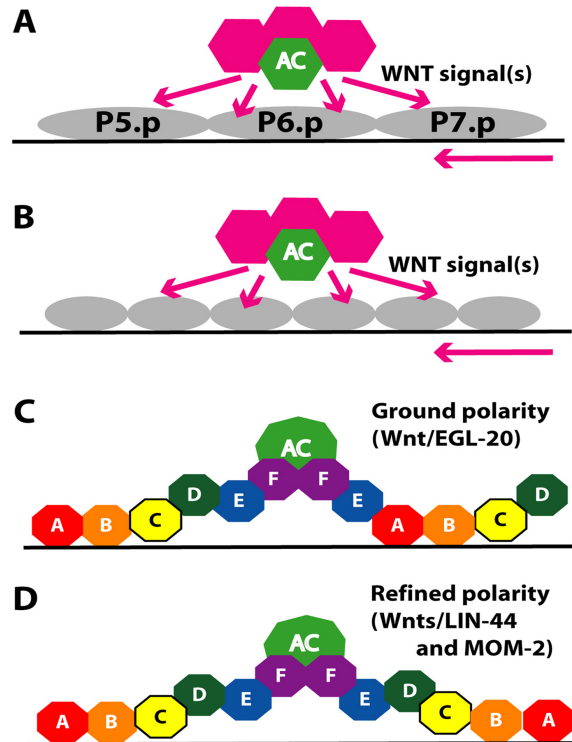 A
AC
WNT signal(s)
P5.p P6.p P7.p
B
AC
WNT signal(s)
C
Ground polarity
(Wnt/EGL-20)
AC
A B C D E F F E A B C D
D
Refined polarity
(Wnts/LIN-44
and MOM-2)
AC
A B C D E F F E D C B A